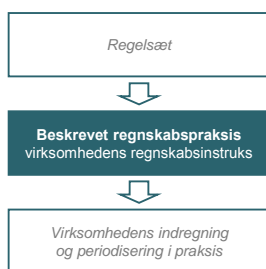 Regelsæt
Beskrevet regnskabspraksis
virksomhedens regnskabsinstruks
Virksomhedens indregning
og periodisering i praksis